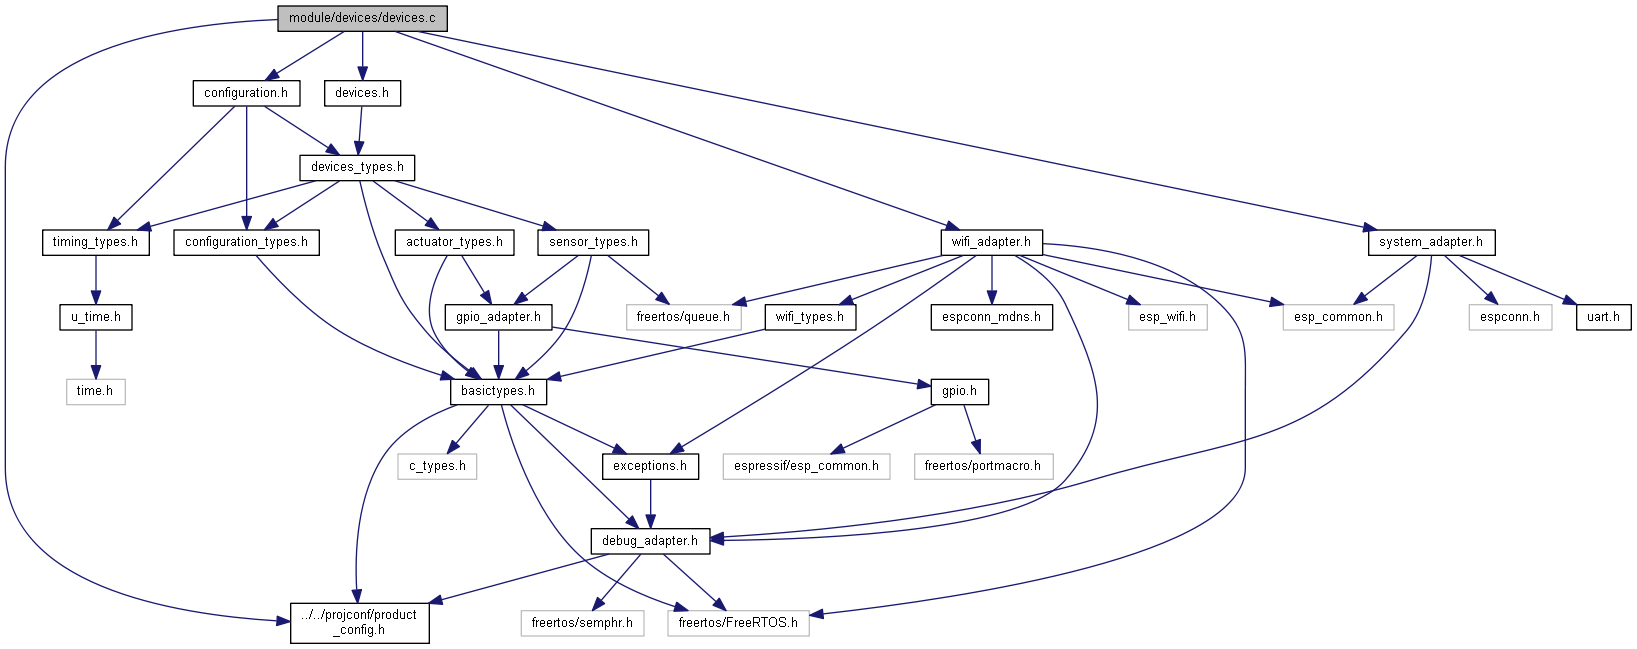 module/devices/devices.c
configuration.h
devices.h
devices_types.h
timing_types.h
configuration_types.h
actuator_types.h
sensor_types.h
wifi_adapter.h
system_adapter.h
u_time.h
gpio_adapter.h
freertos/queue.h
wifi_types.h
espconn_mdns.h
esp_wifi.h
esp_common.h
espconn.h
uart.h
time.h
basictypes.h
gpio.h
c_types.h
exceptions.h
espressif/esp_common.h
freertos/portmacro.h
debug_adapter.h
../../projconf/product
_config.h
freertos/semphr.h
freertos/FreeRTOS.h